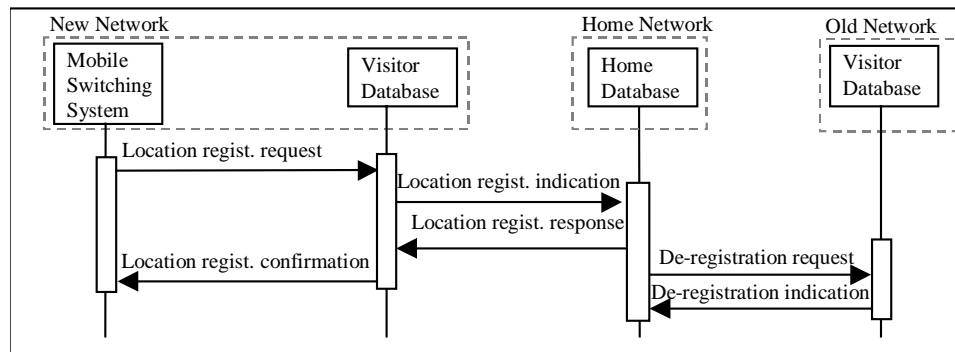 New Network
Home Network
Old Network
Mobile
Switching
System
Visitor
Database
Home
Database
Visitor
Database
Location regist. request
Location regist. indication
Location regist. response
Location regist. confirmation
De-registration request
De-registration indication